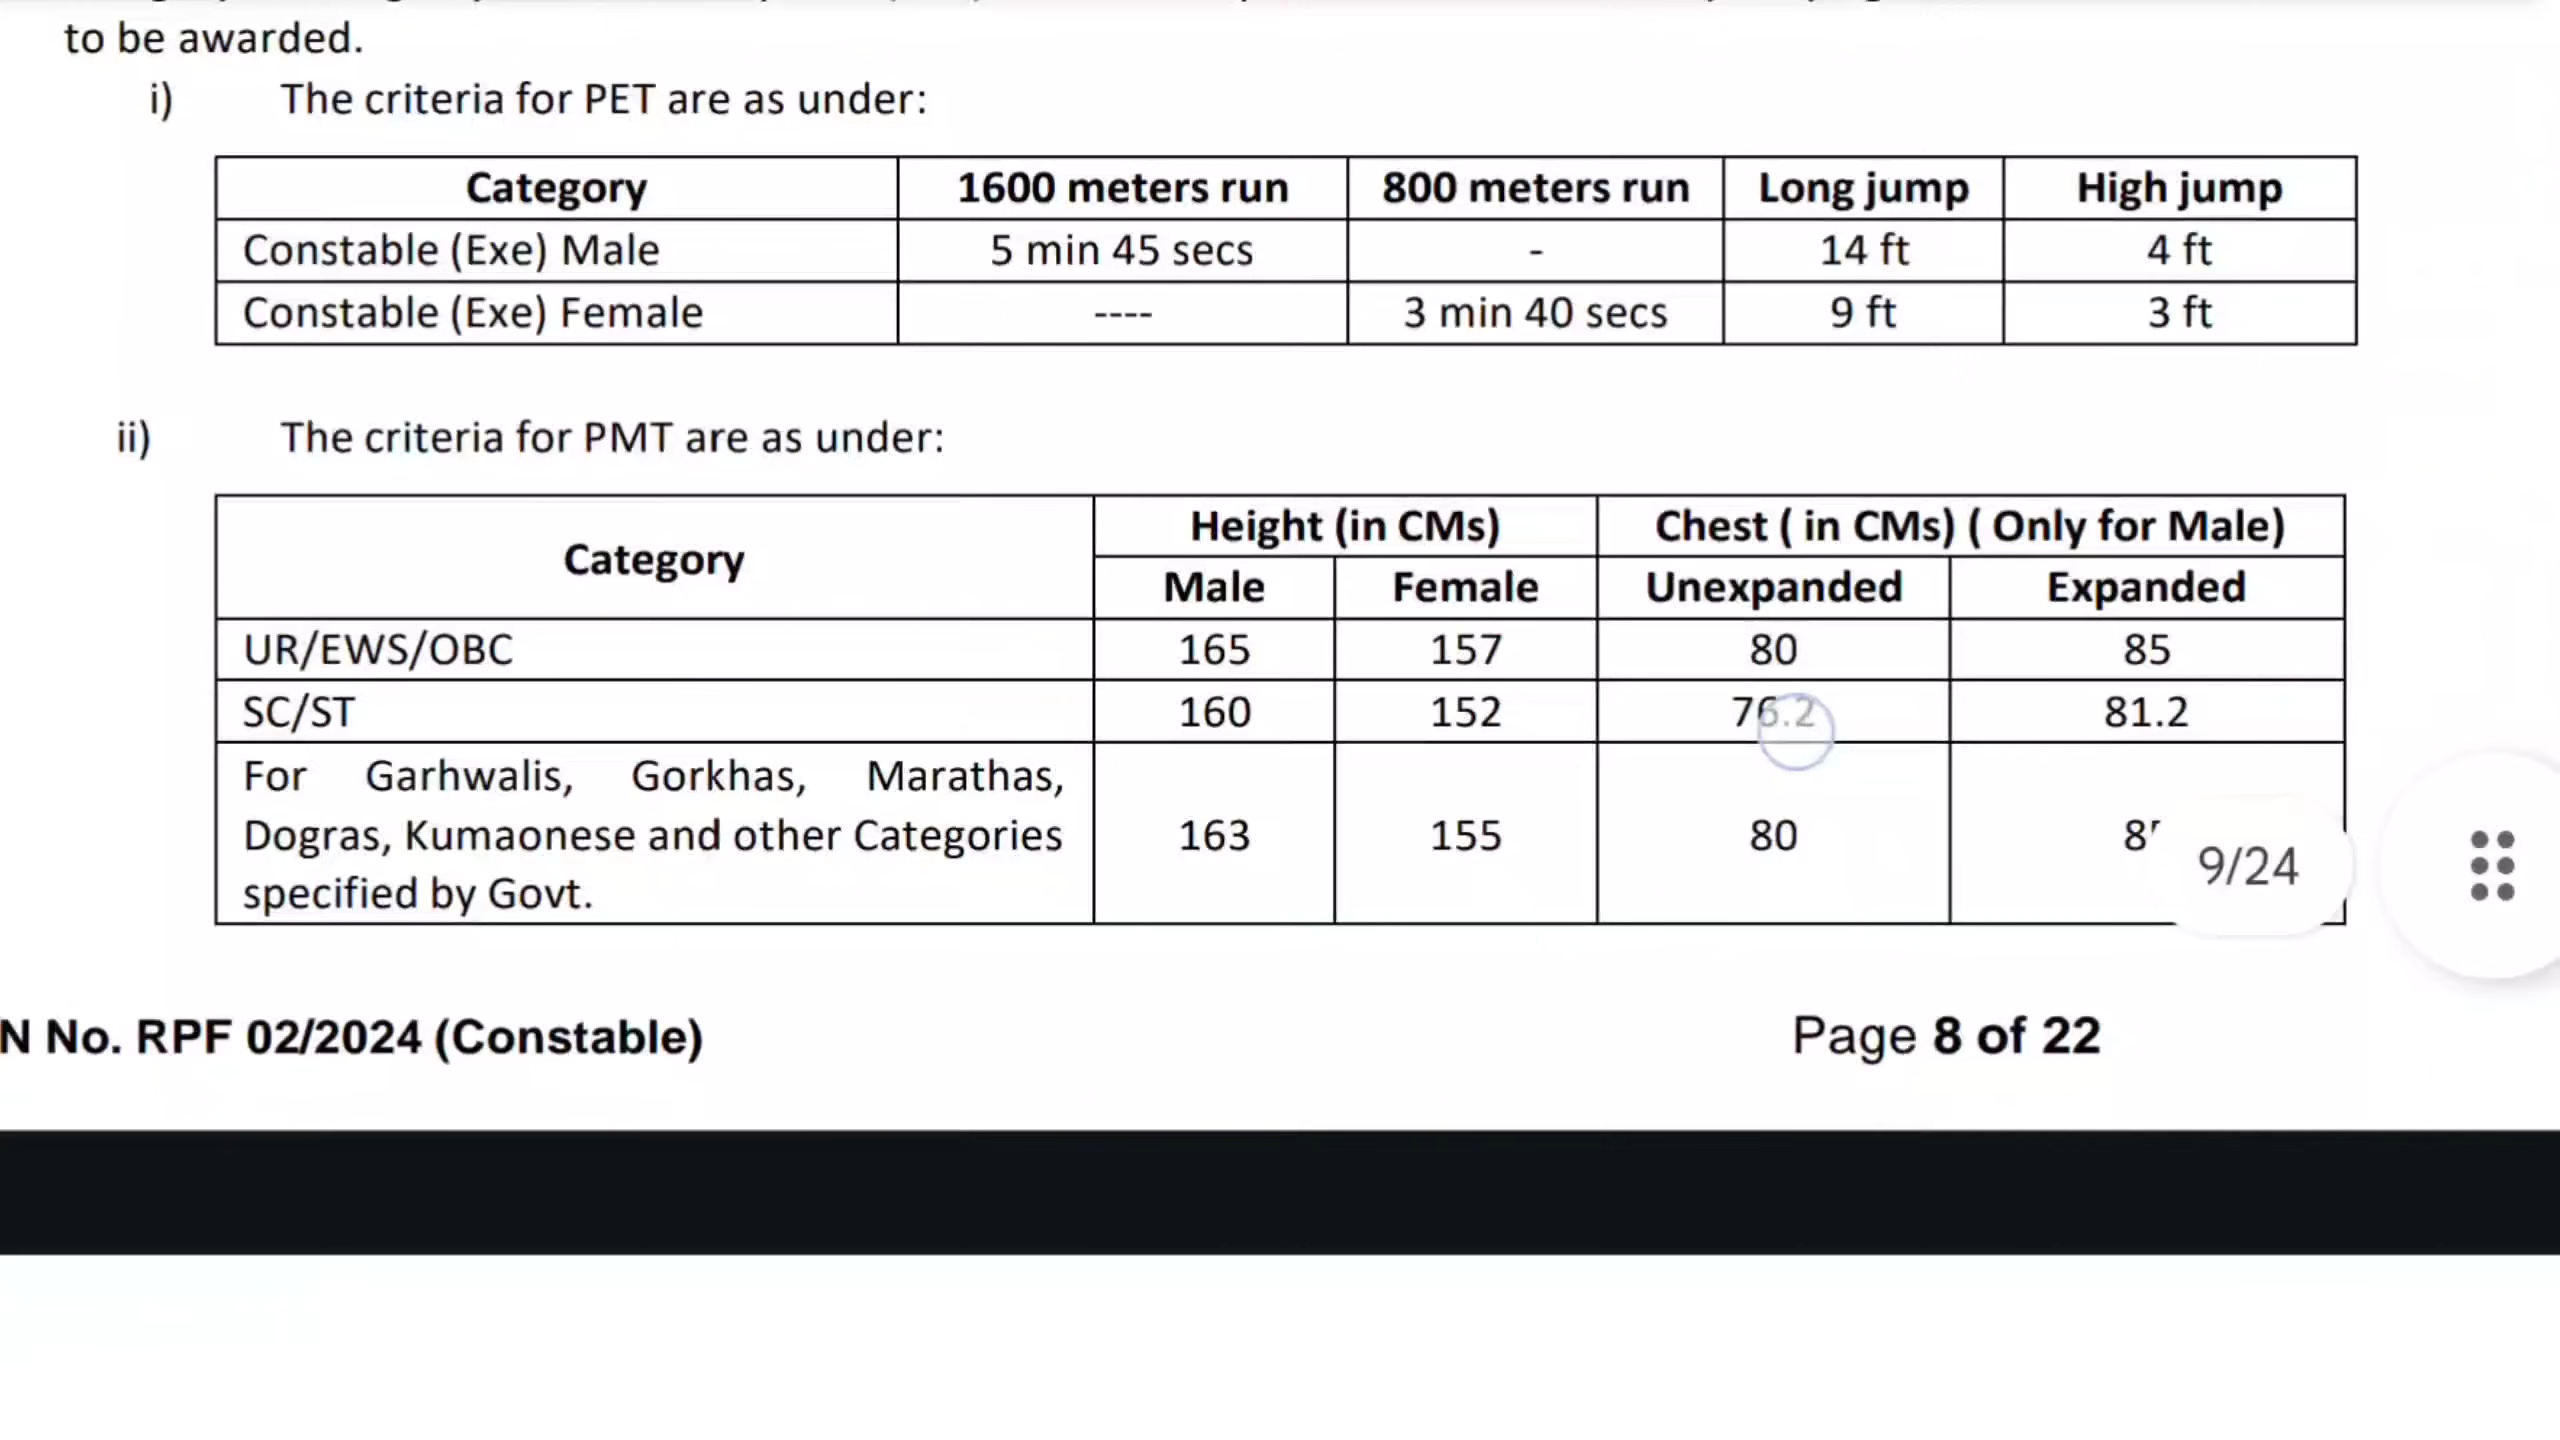 to be awarded.
i) The criteria for PET are as under:
Category 1600 meters run 800 meters run Long jump High jump
Constable (Exe) Male 5 min 45 secs - 14 ft 4 ft
Constable (Exe) Female ---- 3 min 40 secs 9 ft 3 ft
ii) The criteria for PMT are as under:
Category Height (in CMs) Chest ( in CMs) ( Only for Male)
Male Female Unexpanded Expanded
UR/EWS/OBC 165 157 80 85
SC/ST 160 152 76.2 81.2
For Garhwalis, Gorkhas, Marathas,
Dogras, Kumaonese and other Categories 163 155 80
specified by Govt.
9/24
N No. RPF 02/2024 (Constable) Page 8 of 22